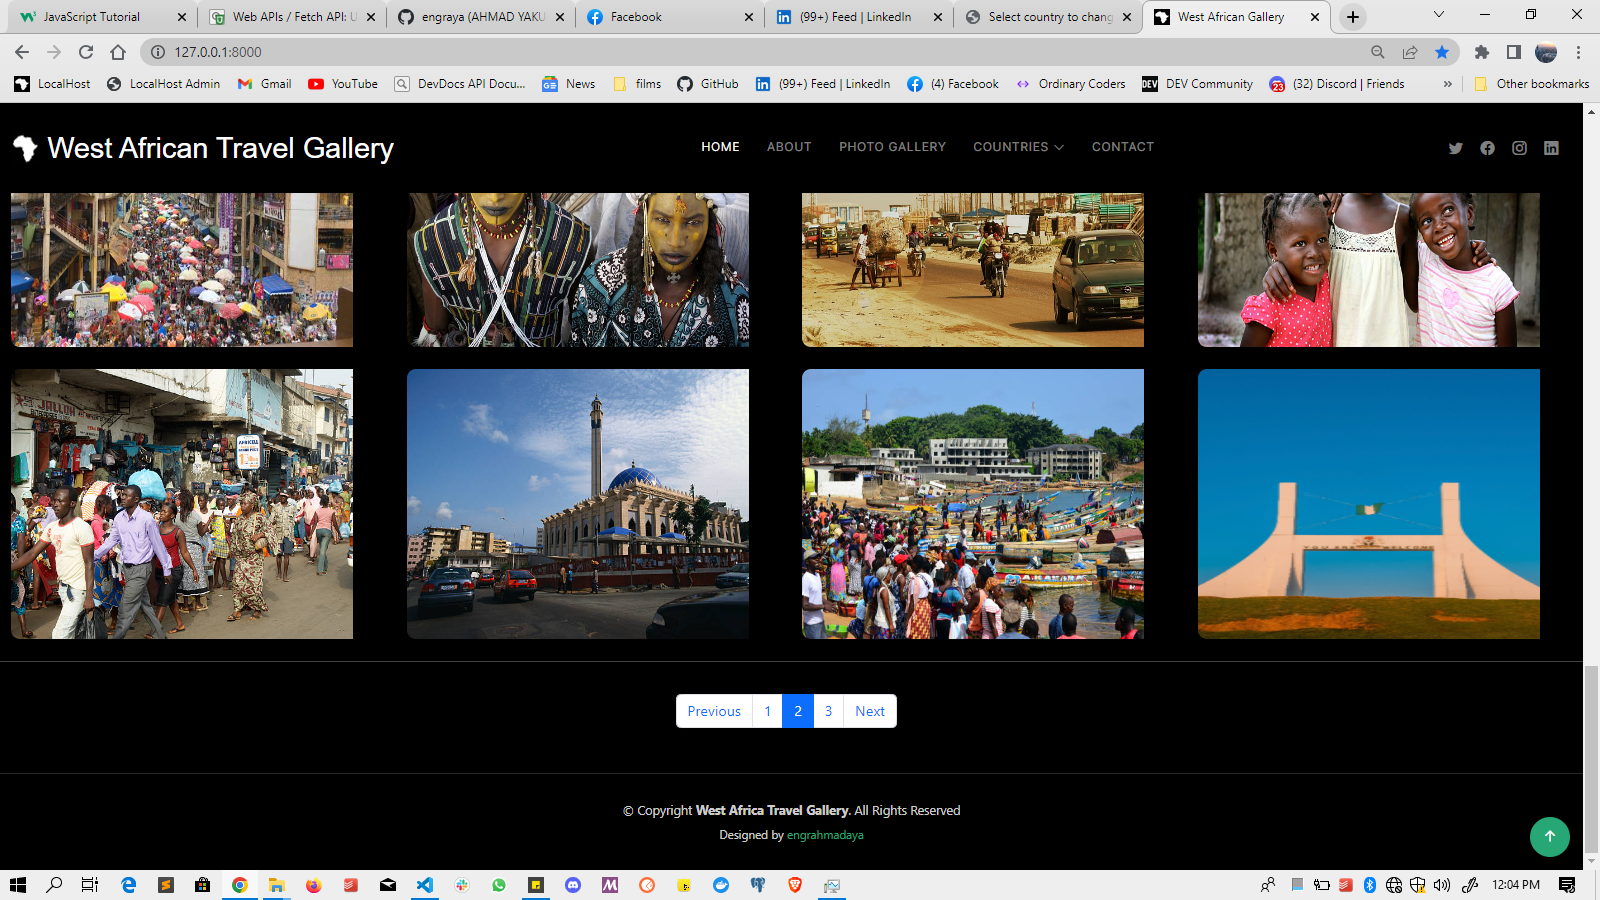 JavaScript Tutorial
Web APIs / Fetch API: U
engraya (AHMAD YAKU
Facebook
(99+) Feed | LinkedIn
Select country to chang
West African Gallery
127.0.0.1:8000
LocalHost
LocalHost Admin
Gmail
YouTube
DevDocs API Docu...
News
films
GitHub
(99+) Feed | LinkedIn
(4) Facebook
Ordinary Coders
DEV
DEV Community
23
(32) Discord | Friends
»
Other bookmarks
West African Travel Gallery
HOME
ABOUT
PHOTO GALLERY
COUNTRIES
CONTACT
JALLOH
AFRICELL
Previous
1
2
3
Next
© Copyright West Africa Travel Gallery. All Rights Reserved
Designed by engrahmadaya
12:04 PM